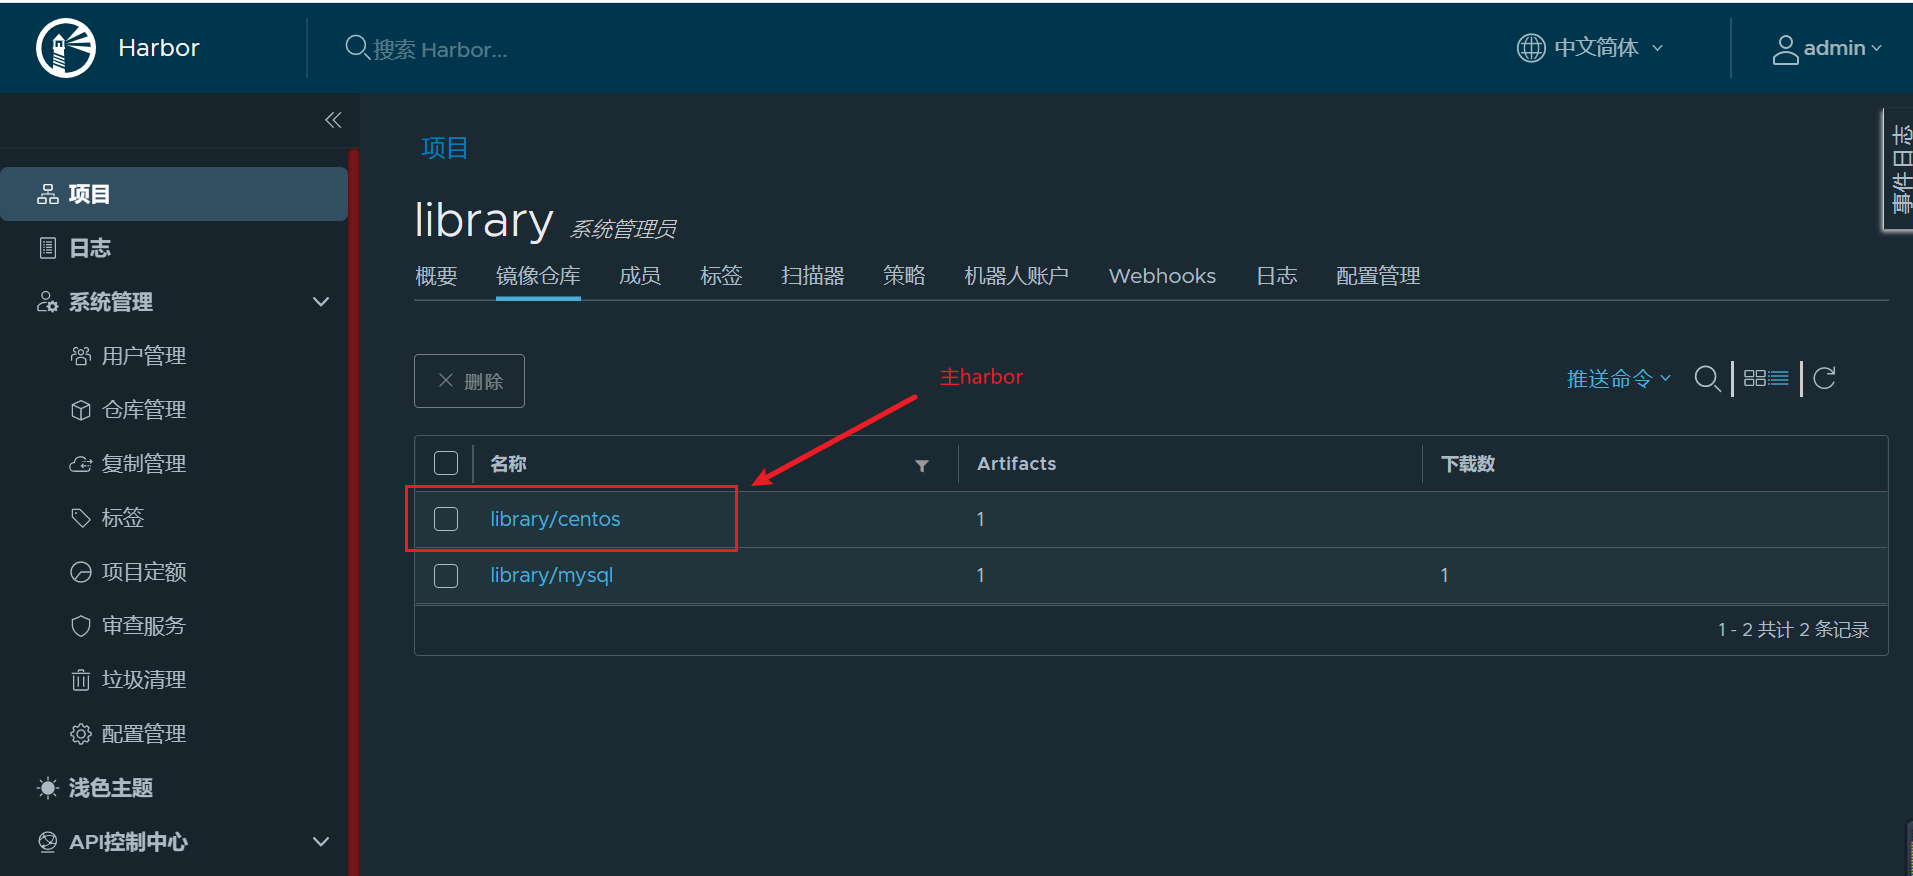 Harbor
搜索 Harbor...
中文简体
admin
事件日志
项目
日志
系统管理
用户管理
仓库管理
复制管理
标签
项目定额
审查服务
垃圾清理
配置管理
浅色主题
API控制中心
项目
library 系统管理员
概要 镜像仓库 成员 标签 扫描器 策略 机器人账户 Webhooks 日志 配置管理
删除
主harbor
推送命令
名称 Artifacts 下载数
library/centos 1
library/mysql 1 1
1 - 2 共计 2 条记录